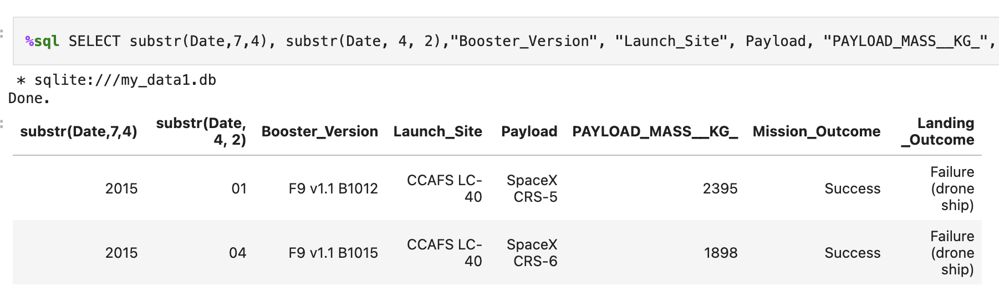 %sql SELECT substr(Date,7,4), substr(Date, 4, 2),"Booster_Version", "Launch_Site", Payload, "PAYLOAD_MASS__KG_",
* sqlite:///my_data1.db
Done.
substr(Date,7,4) substr(Date, 4, 2) Booster_Version Launch_Site Payload PAYLOAD_MASS__KG_ Mission_Outcome Landing _Outcome
2015 01 F9 v1.1 B1012 CCAFS LC-40 SpaceX CRS-5 2395 Success Failure (drone ship)
2015 04 F9 v1.1 B1015 CCAFS LC-40 SpaceX CRS-6 1898 Success Failure (drone ship)